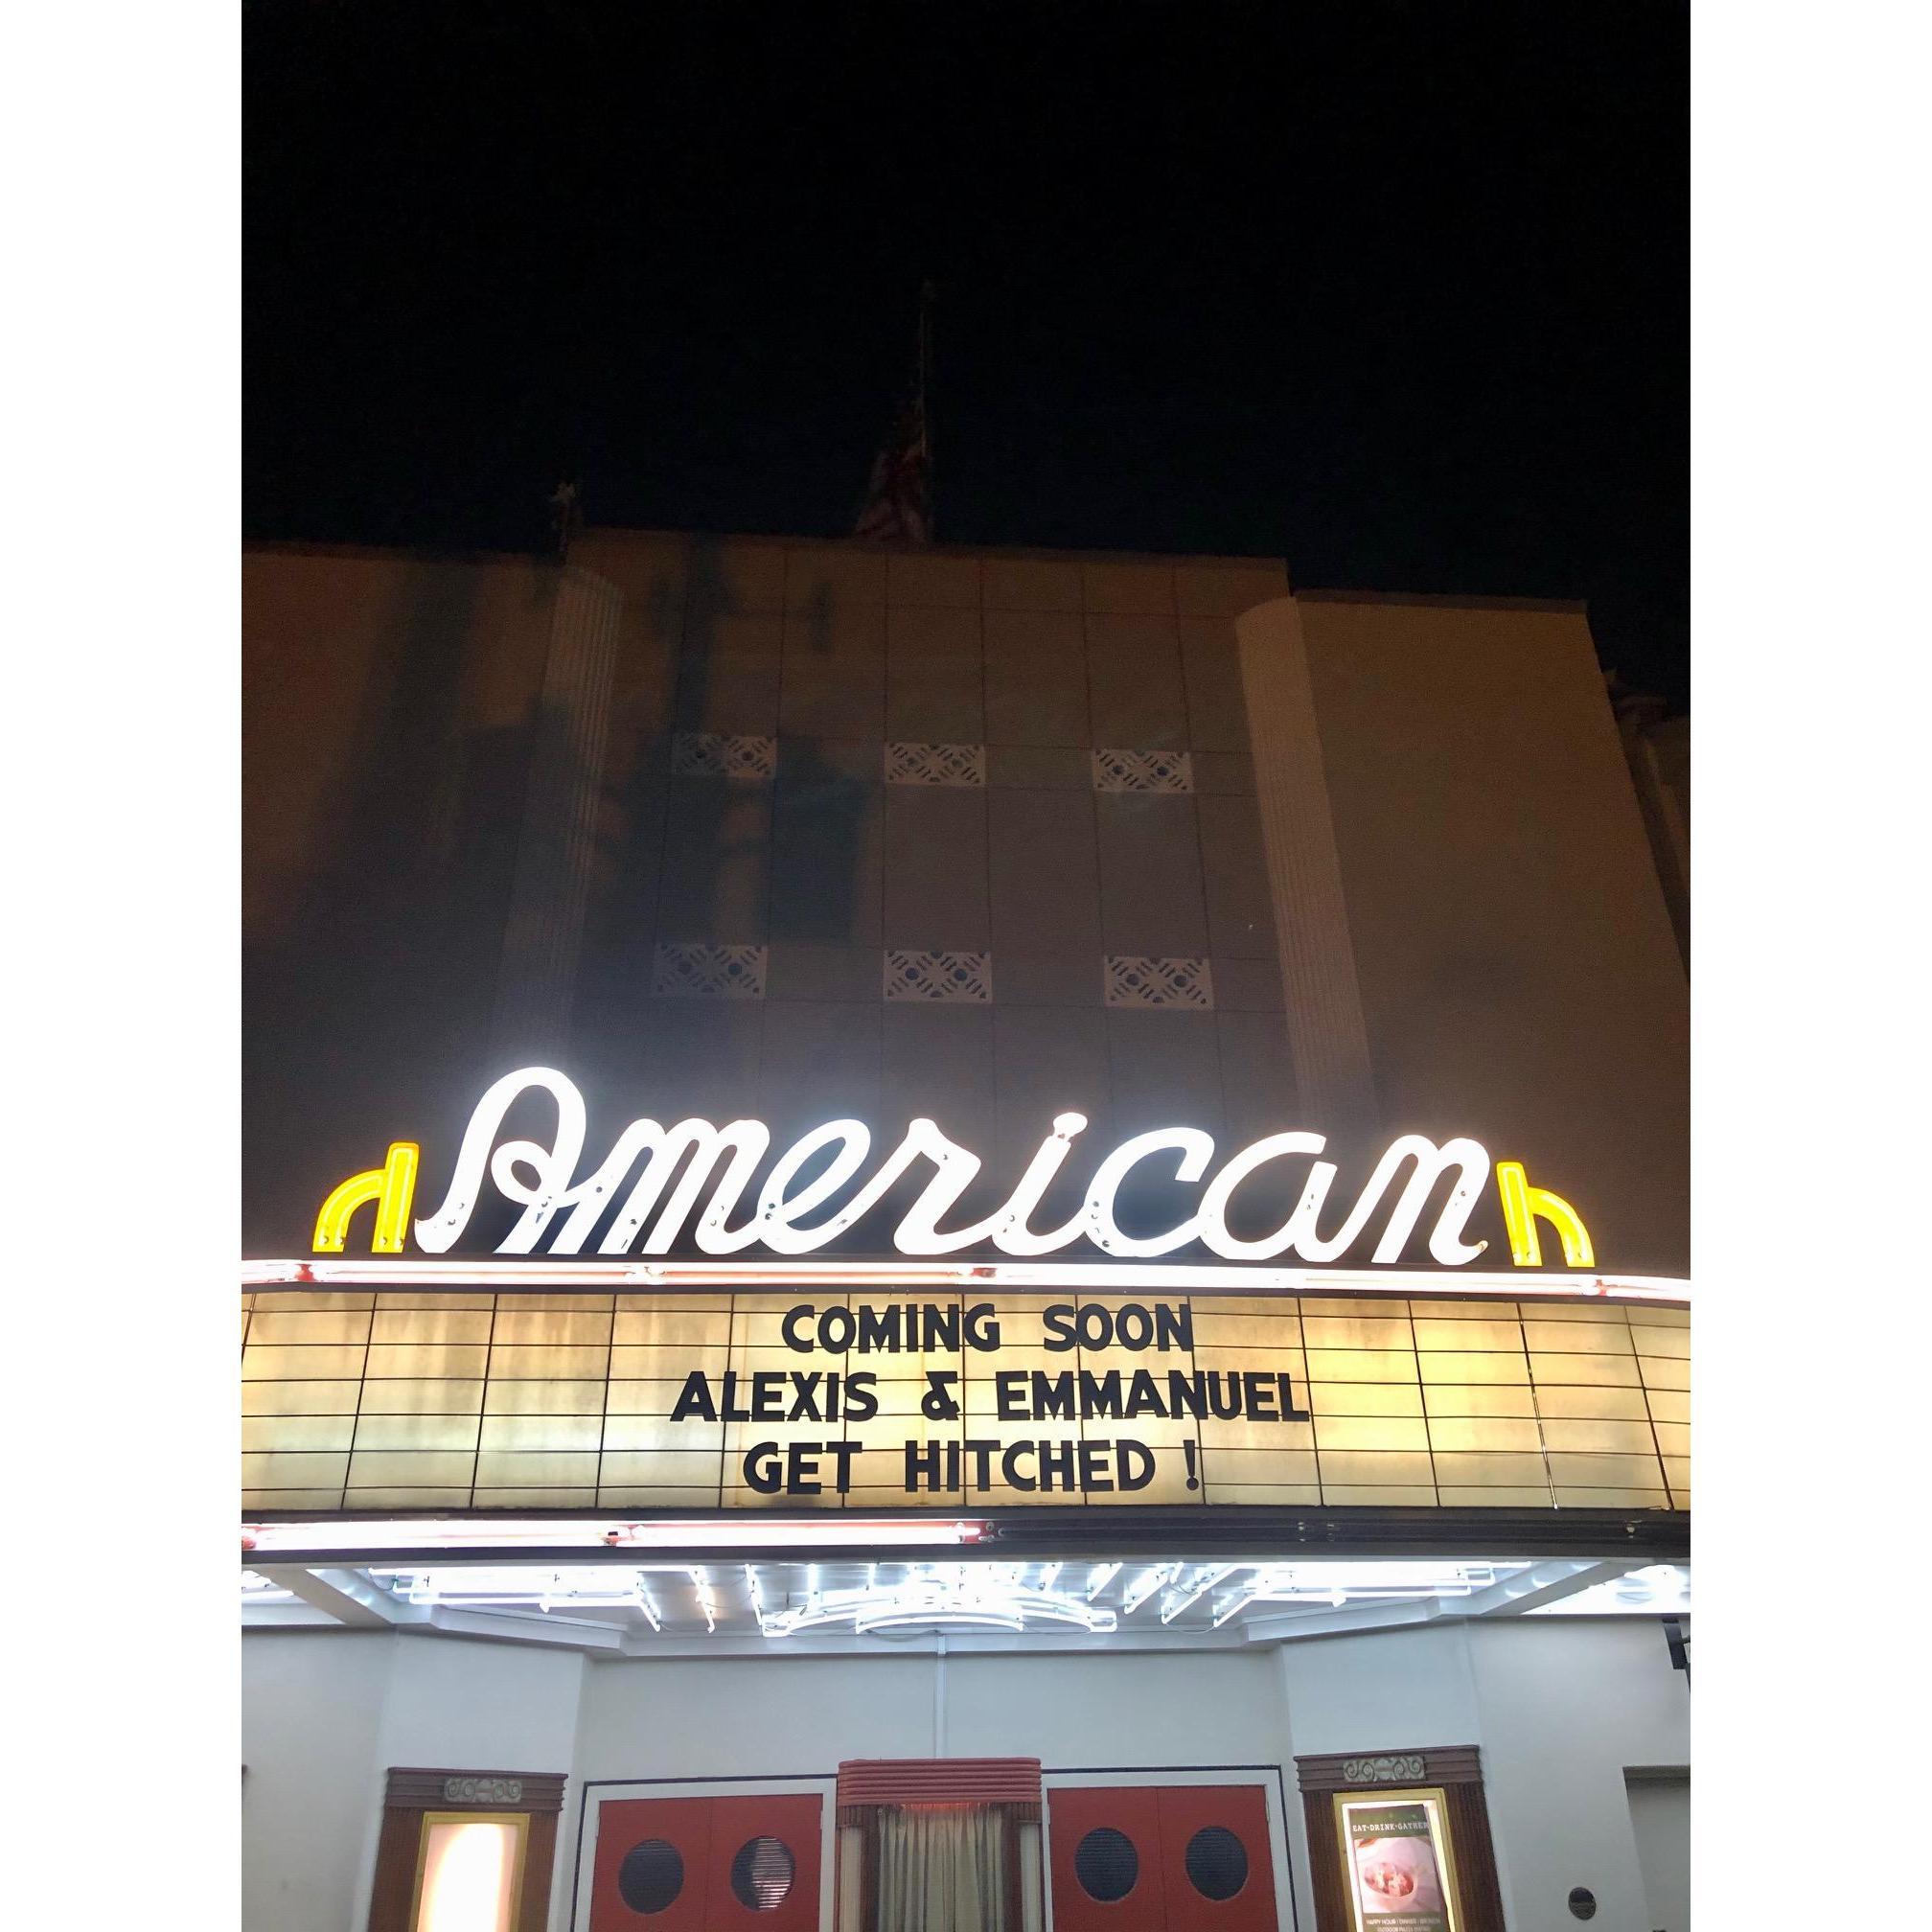 American
COMING SOON
ALEXIS & EMMANUEL
GET HITCHED !
EAT•DRINK•GATHER